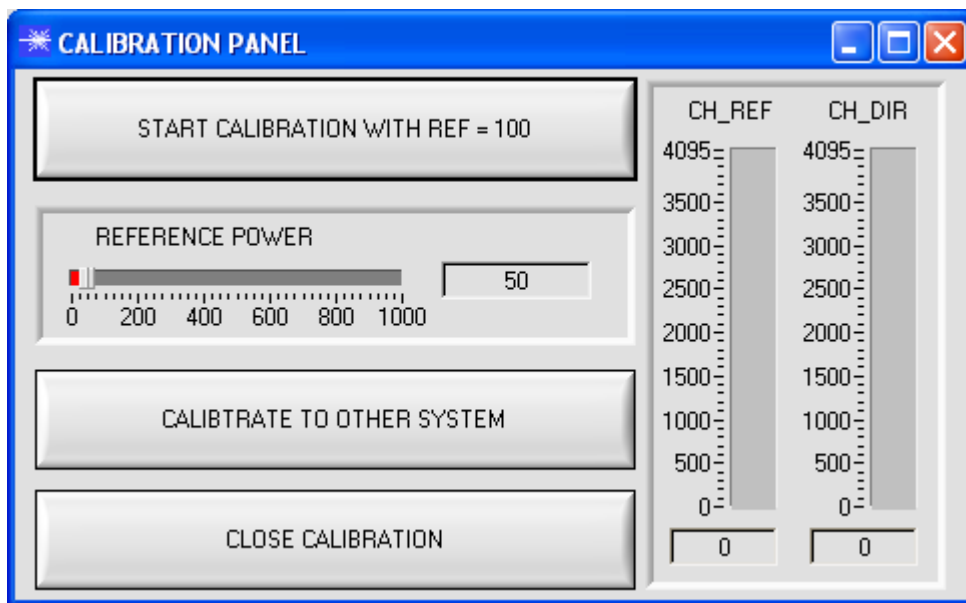 CALIBRATION PANEL
START CALIBRATION WITH REF = 100
REFERENCE POWER
50
0 200 400 600 800 1000
CALIBTRATE TO OTHER SYSTEM
CLOSE CALIBRATION
CH_REF CH_DIR
4095 4095
3500 3500
3000 3000
2500 2500
2000 2000
1500 1500
1000 1000
500 500
0 0
0 0